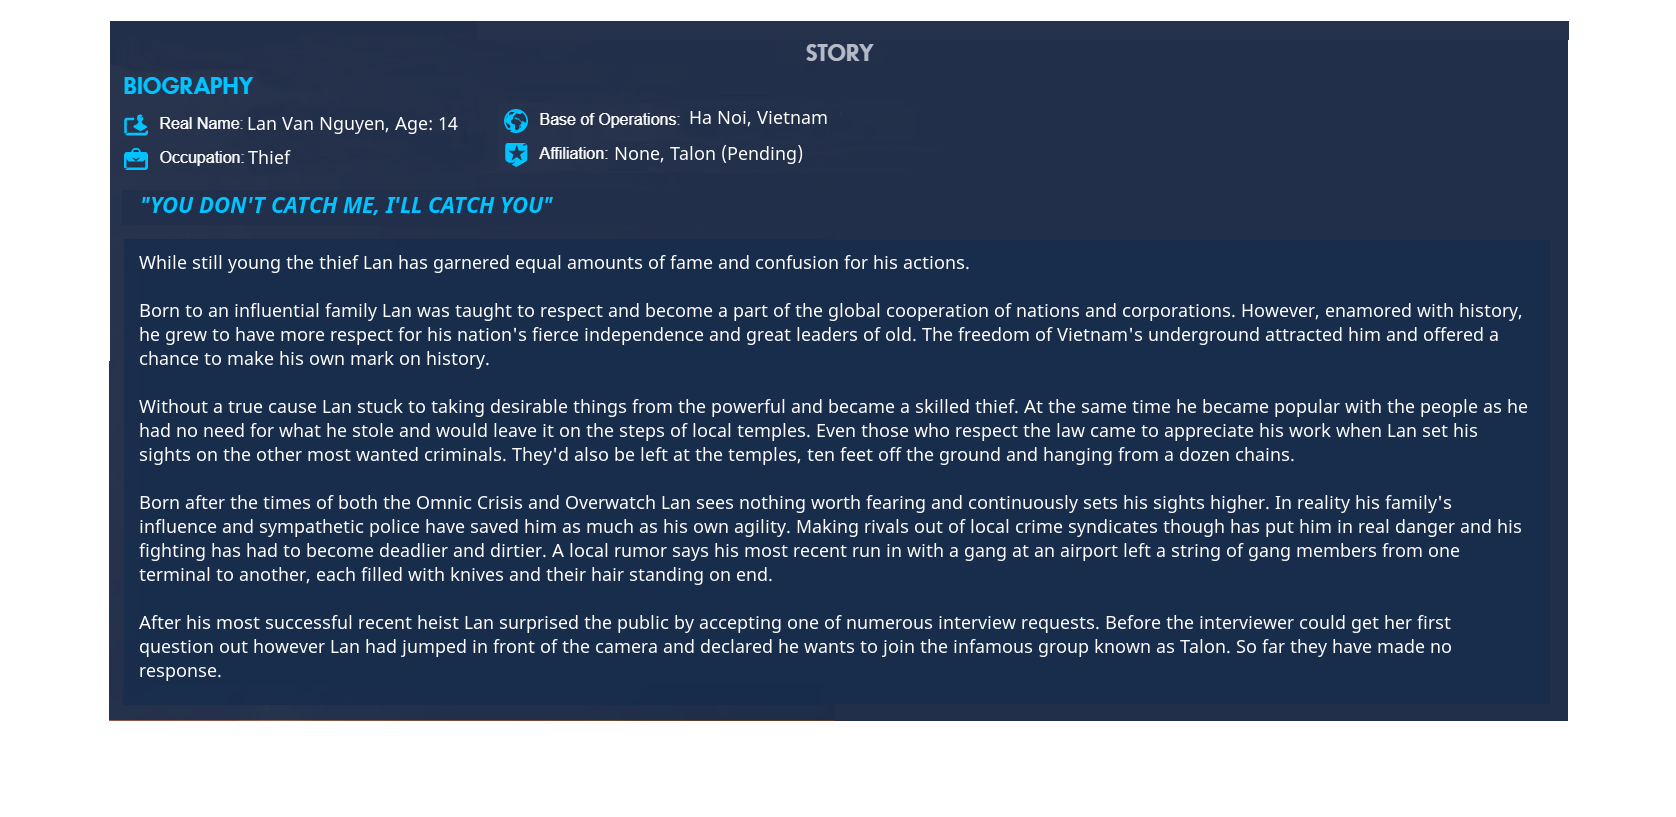 STORY
BIOGRAPHY
Real Name: Lan Van Nguyen, Age: 14
Base of Operations: Ha Noi, Vietnam
Occupation: Thief
Affiliation: None, Talon (Pending)
"YOU DON'T CATCH ME, I'LL CATCH YOU"
While still young the thief Lan has garnered equal amounts of fame and confusion for his actions.
Born to an influential family Lan was taught to respect and become a part of the global cooperation of nations and corporations. However, enamored with history,
he grew to have more respect for his nation's fierce independence and great leaders of old. The freedom of Vietnam's underground attracted him and offered a
chance to make his own mark on history.
Without a true cause Lan stuck to taking desirable things from the powerful and became a skilled thief. At the same time he became popular with the people as he
had no need for what he stole and would leave it on the steps of local temples. Even those who respect the law came to appreciate his work when Lan set his
sights on the other most wanted criminals. They'd also be left at the temples, ten feet off the ground and hanging from a dozen chains.
Born after the times of both the Omnic Crisis and Overwatch Lan sees nothing worth fearing and continuously sets his sights higher. In reality his family's
influence and sympathetic police have saved him as much as his own agility. Making rivals out of local crime syndicates though has put him in real danger and his
fighting has had to become deadlier and dirtier. A local rumor says his most recent run in with a gang at an airport left a string of gang members from one
terminal to another, each filled with knives and their hair standing on end.
After his most successful recent heist Lan surprised the public by accepting one of numerous interview requests. Before the interviewer could get her first
question out however Lan had jumped in front of the camera and declared he wants to join the infamous group known as Talon. So far they have made no
response.